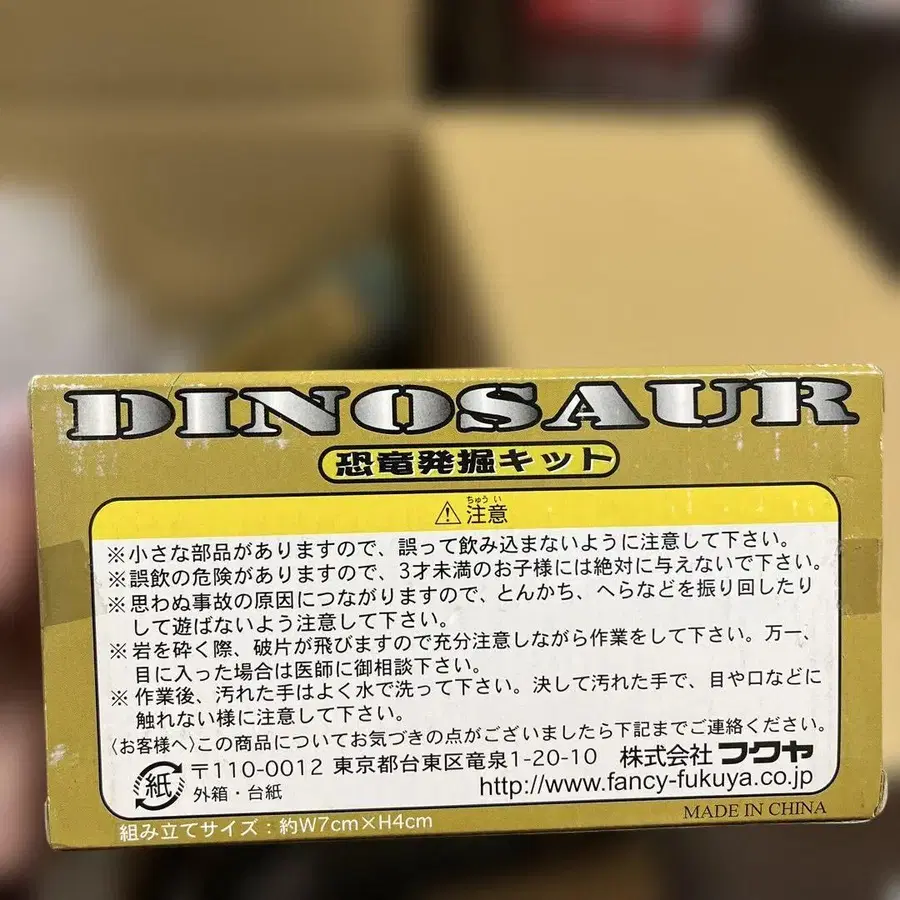 DINOSAUR
恐竜発掘キット
ちゅうい
⚠注意
※小さな部品がありますので、誤って飲み込まないように注意して下さい。
※誤飲の危険がありますので、3才未満のお子様には絶対に与えないで下さい。
※思わぬ事故の原因につながりますので、とんかち、へらなどを振り回したり
して遊ばないよう注意して下さい。
※岩を砕く際、破片が飛びますので充分注意しながら作業をして下さい。万一、
目に入った場合は医師に御相談下さい。
※作業後、汚れた手はよく水で洗って下さい。決して汚れた手で、目や口などに
触れない様に注意して下さい。
〈お客様へ〉この商品についてお気づきの点がございましたら下記までご連絡ください。
紙
〒110-0012 東京都台東区竜泉1-20-10 株式会社フクヤ
外箱・台紙 http://www.fancy-fukuya.co.jp
MADE IN CHINA
組み立てサイズ：約W7cm×H4cm